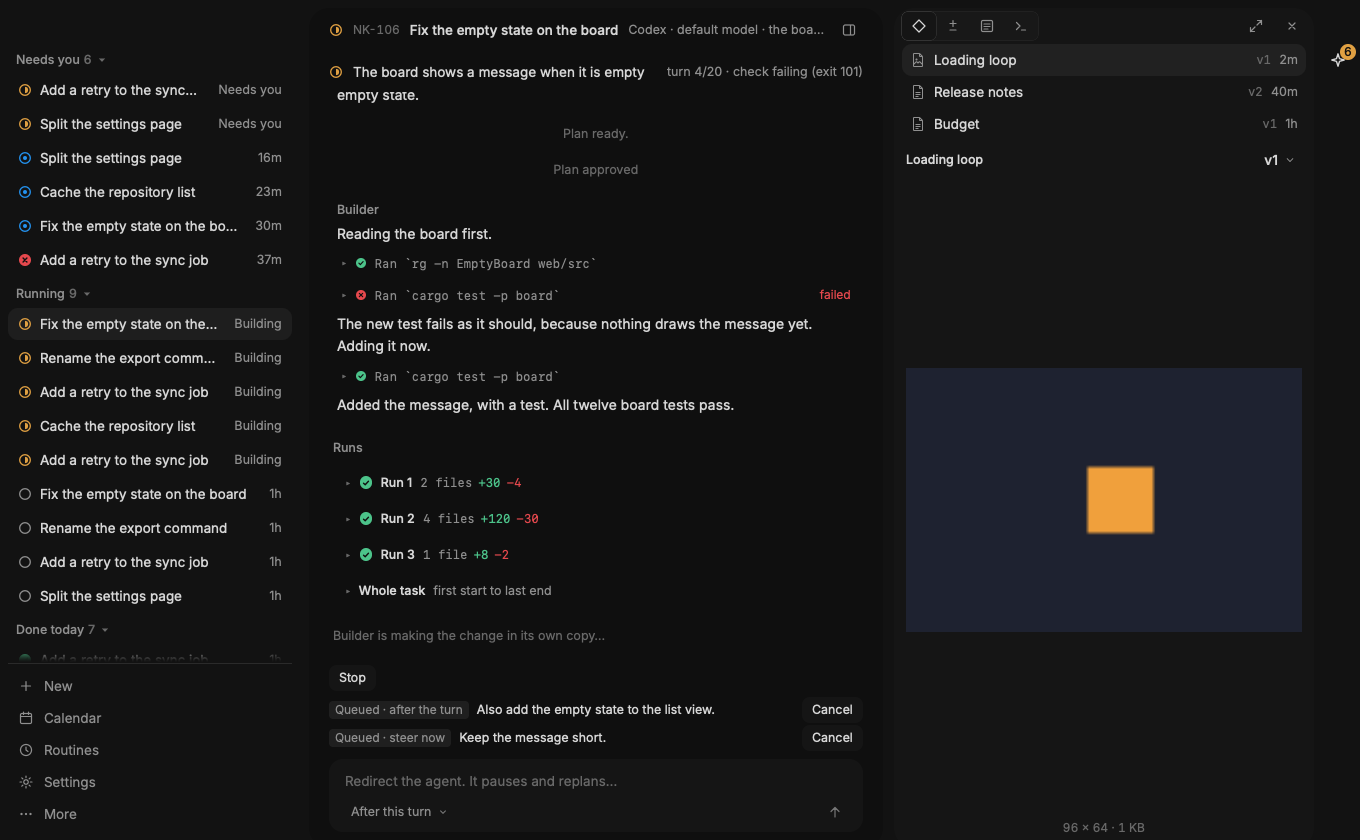 Needs you 6
Add a retry to the sync... Needs you
Split the settings page Needs you
Split the settings page 16m
Cache the repository list 23m
Fix the empty state on the bo... 30m
Add a retry to the sync job 37m
Running 9
Fix the empty state on the... Building
Rename the export comm... Building
Add a retry to the sync job Building
Cache the repository list Building
Add a retry to the sync job Building
Fix the empty state on the board 1h
Rename the export command 1h
Add a retry to the sync job 1h
Split the settings page 1h
Done today 7
Add a retry to the sync job 1h
New
Calendar
Routines
Settings
More
NK-106 Fix the empty state on the board Codex · default model · the boa...
The board shows a message when it is empty turn 4/20 · check failing (exit 101)
empty state.
Plan ready.
Plan approved
Builder
Reading the board first.
Ran `rg -n EmptyBoard web/src`
Ran `cargo test -p board` failed
The new test fails as it should, because nothing draws the message yet.
Adding it now.
Ran `cargo test -p board`
Added the message, with a test. All twelve board tests pass.
Runs
Run 1 2 files +30 −4
Run 2 4 files +120 −30
Run 3 1 file +8 −2
Whole task first start to last end
Builder is making the change in its own copy...
Stop
Queued · after the turn Also add the empty state to the list view. Cancel
Queued · steer now Keep the message short. Cancel
Redirect the agent. It pauses and replans...
After this turn
Loading loop v1 2m
Release notes v2 40m
Budget v1 1h
Loading loop v1
96 × 64 · 1 KB
6